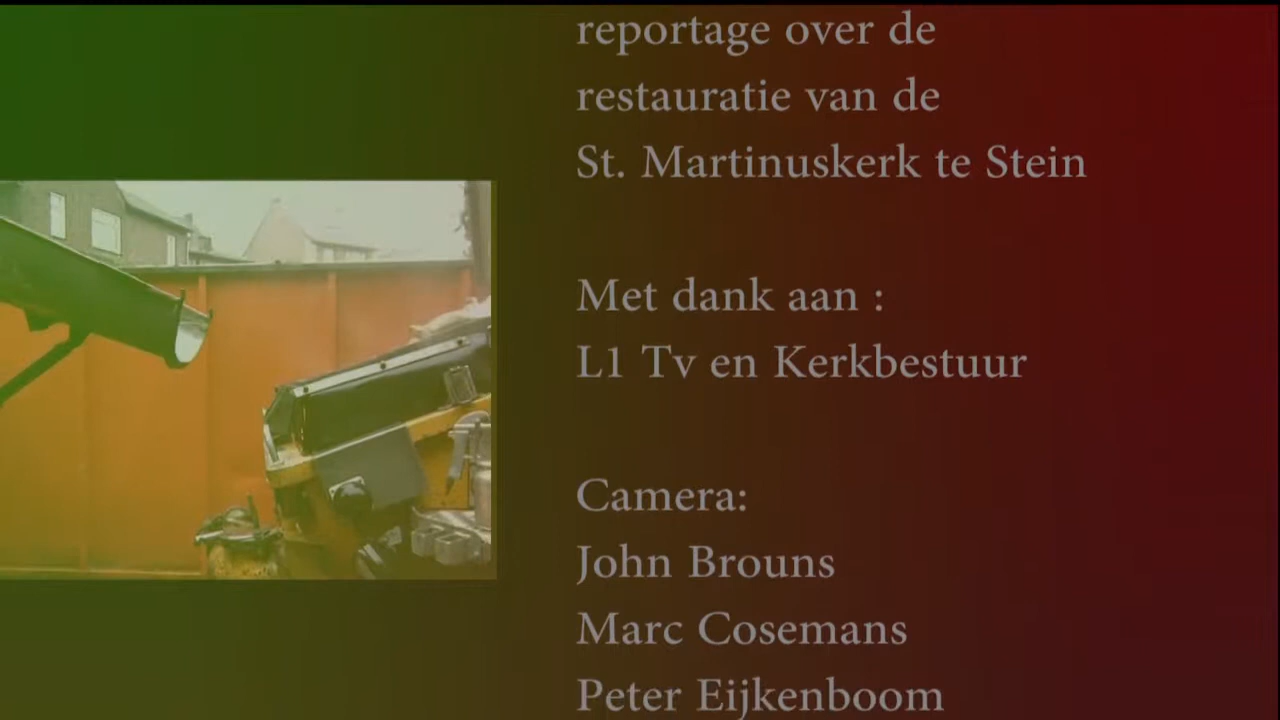 reportage over de
restauratie van de
St. Martinuskerk te Stein
Met dank aan :
L1 Tv en Kerkbestuur
Camera:
John Brouns
Marc Cosemans
Peter Eijkenboom